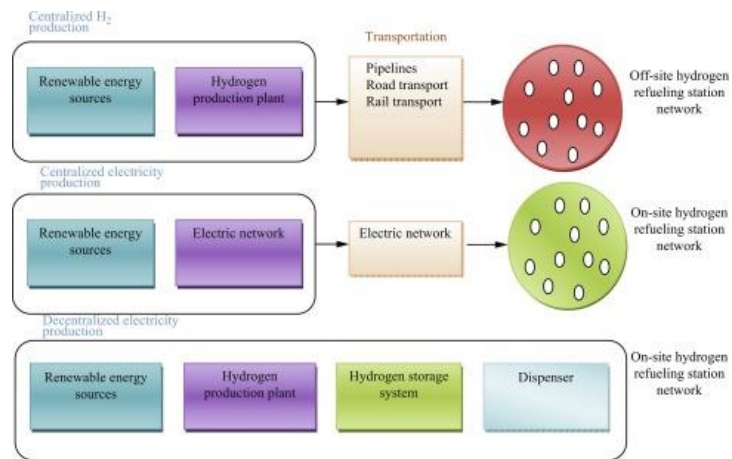 Centralized H₂
production
Transportation
Renewable energy
sources
Hydrogen
production plant
Pipelines
Road transport
Rail transport
Off-site hydrogen
refueling station
network
Centralized electricity
production
Renewable energy
sources
Electric network
Electric network
On-site hydrogen
refueling station
network
Decentralized electricity
production
Renewable energy
sources
Hydrogen
production plant
Hydrogen storage
system
Dispenser
On-site hydrogen
refueling station
network